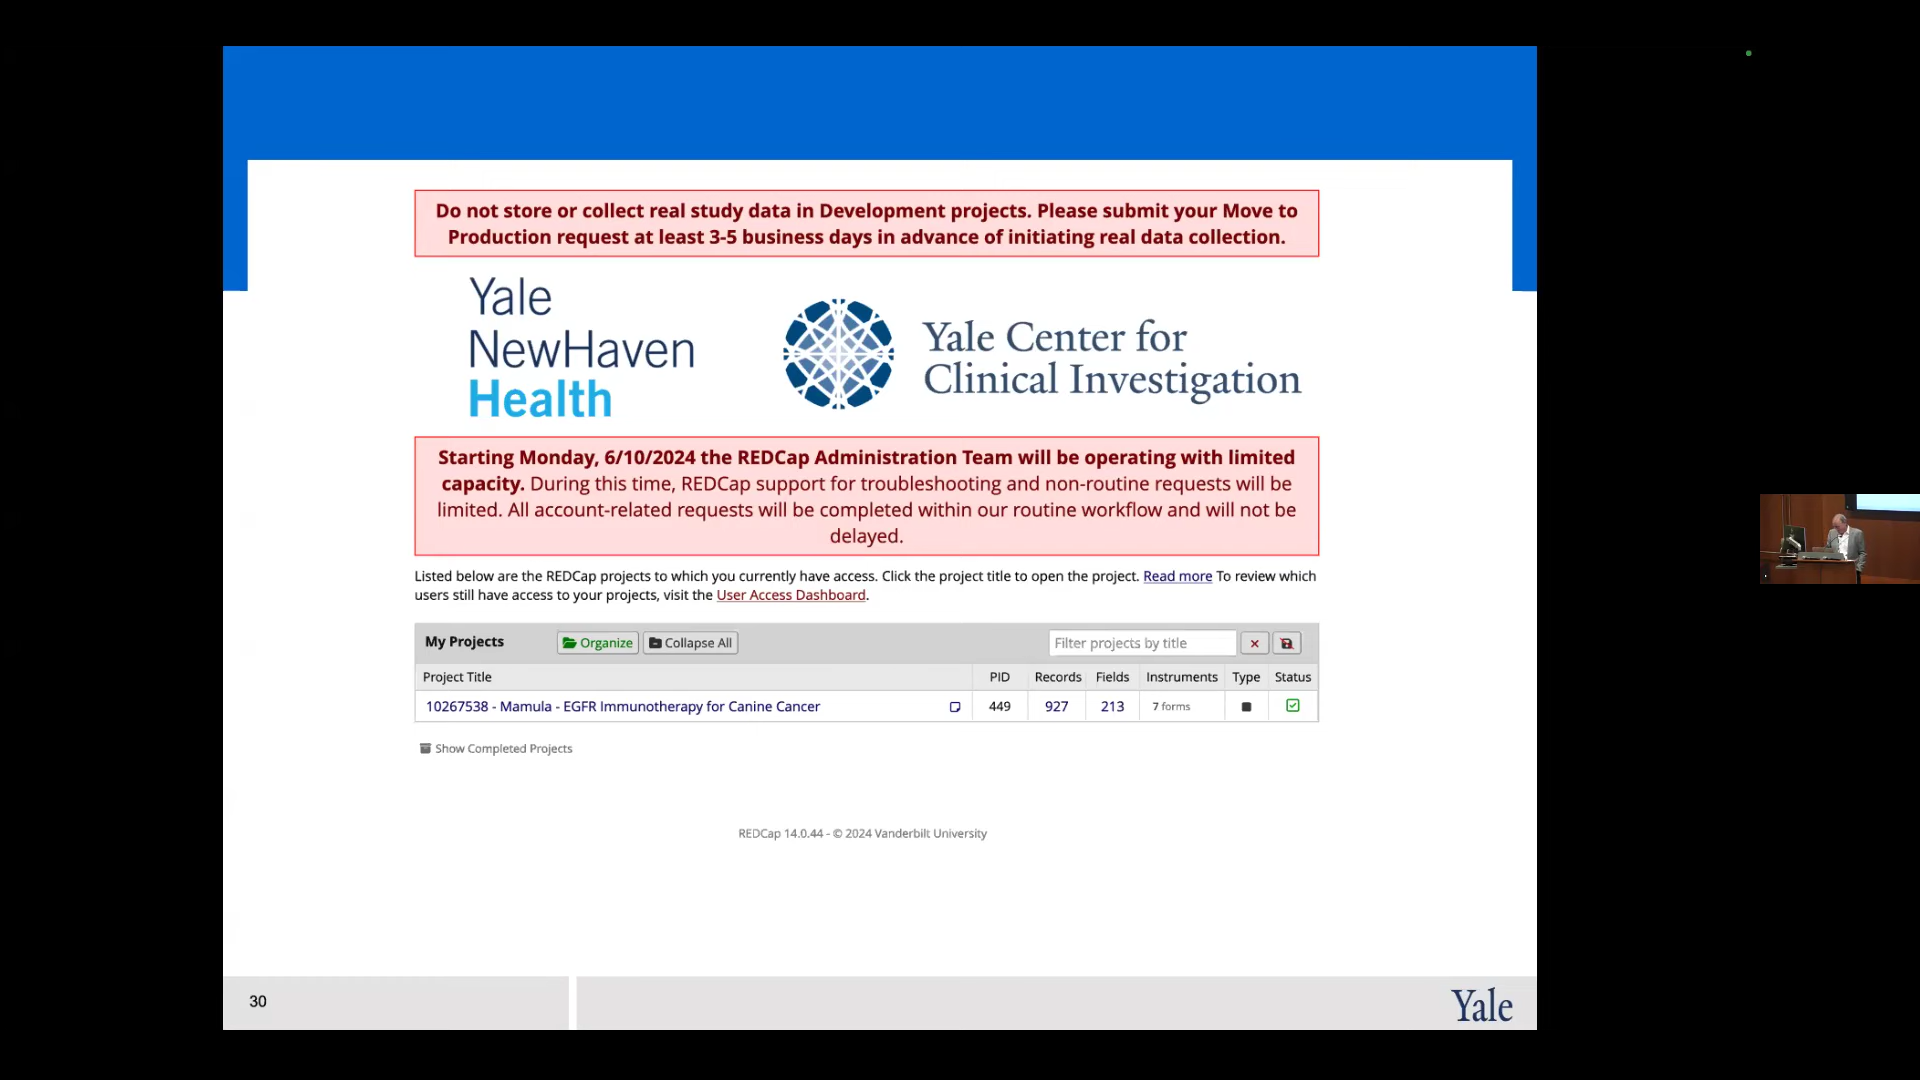 Do not store or collect real study data in Development projects. Please submit your Move to
Production request at least 3-5 business days in advance of initiating real data collection.
Yale
NewHaven
Health
Yale Center for
Clinical Investigation
Starting Monday, 6/10/2024 the REDCap Administration Team will be operating with limited
capacity. During this time, REDCap support for troubleshooting and non-routine requests will be
limited. All account-related requests will be completed within our routine workflow and will not be
delayed.
Listed below are the REDCap projects to which you currently have access. Click the project title to open the project. Read more To review which
users still have access to your projects, visit the User Access Dashboard.
My Projects Organize Collapse All Filter projects by title
Project Title PID Records Fields Instruments Type Status
10267538 - Mamula - EGFR Immunotherapy for Canine Cancer 449 927 213 7 forms
Show Completed Projects
REDCap 14.0.44 - © 2024 Vanderbilt University
30
Yale